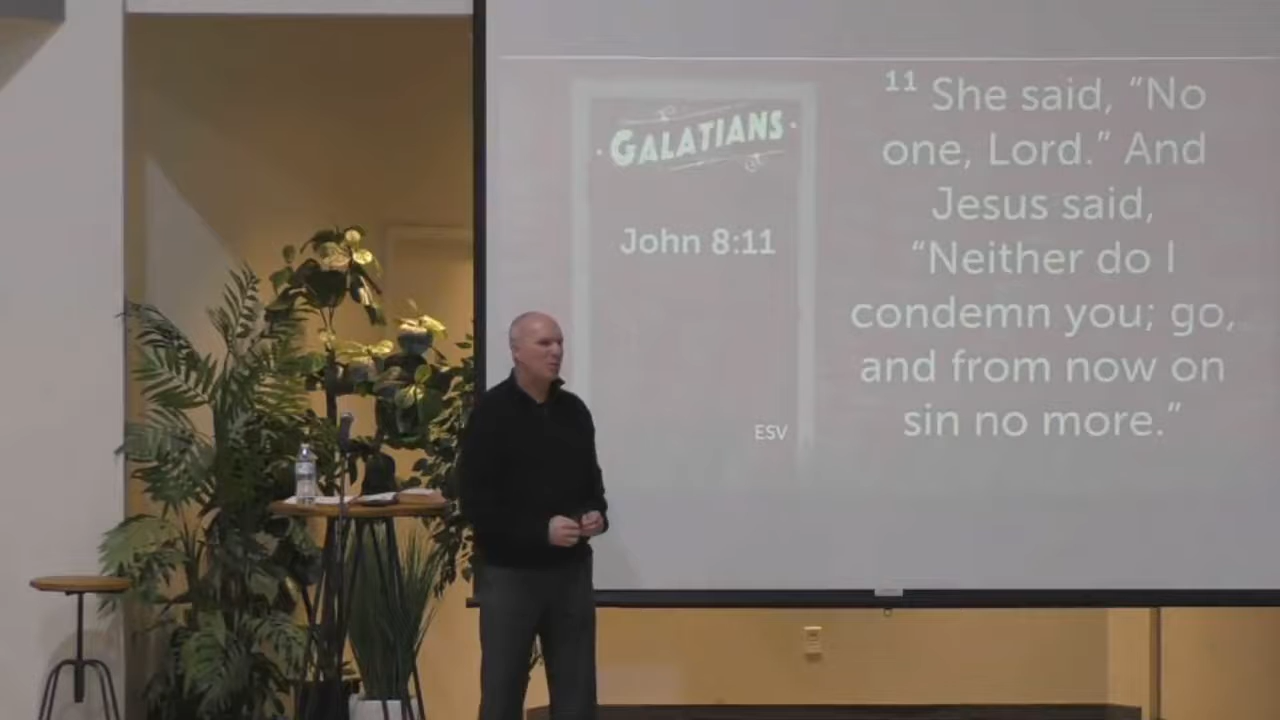 · GALATIANS ·
John 8:11
ESV
11 She said, “No
one, Lord.” And
Jesus said,
“Neither do I
condemn you; go,
and from now on
sin no more.”